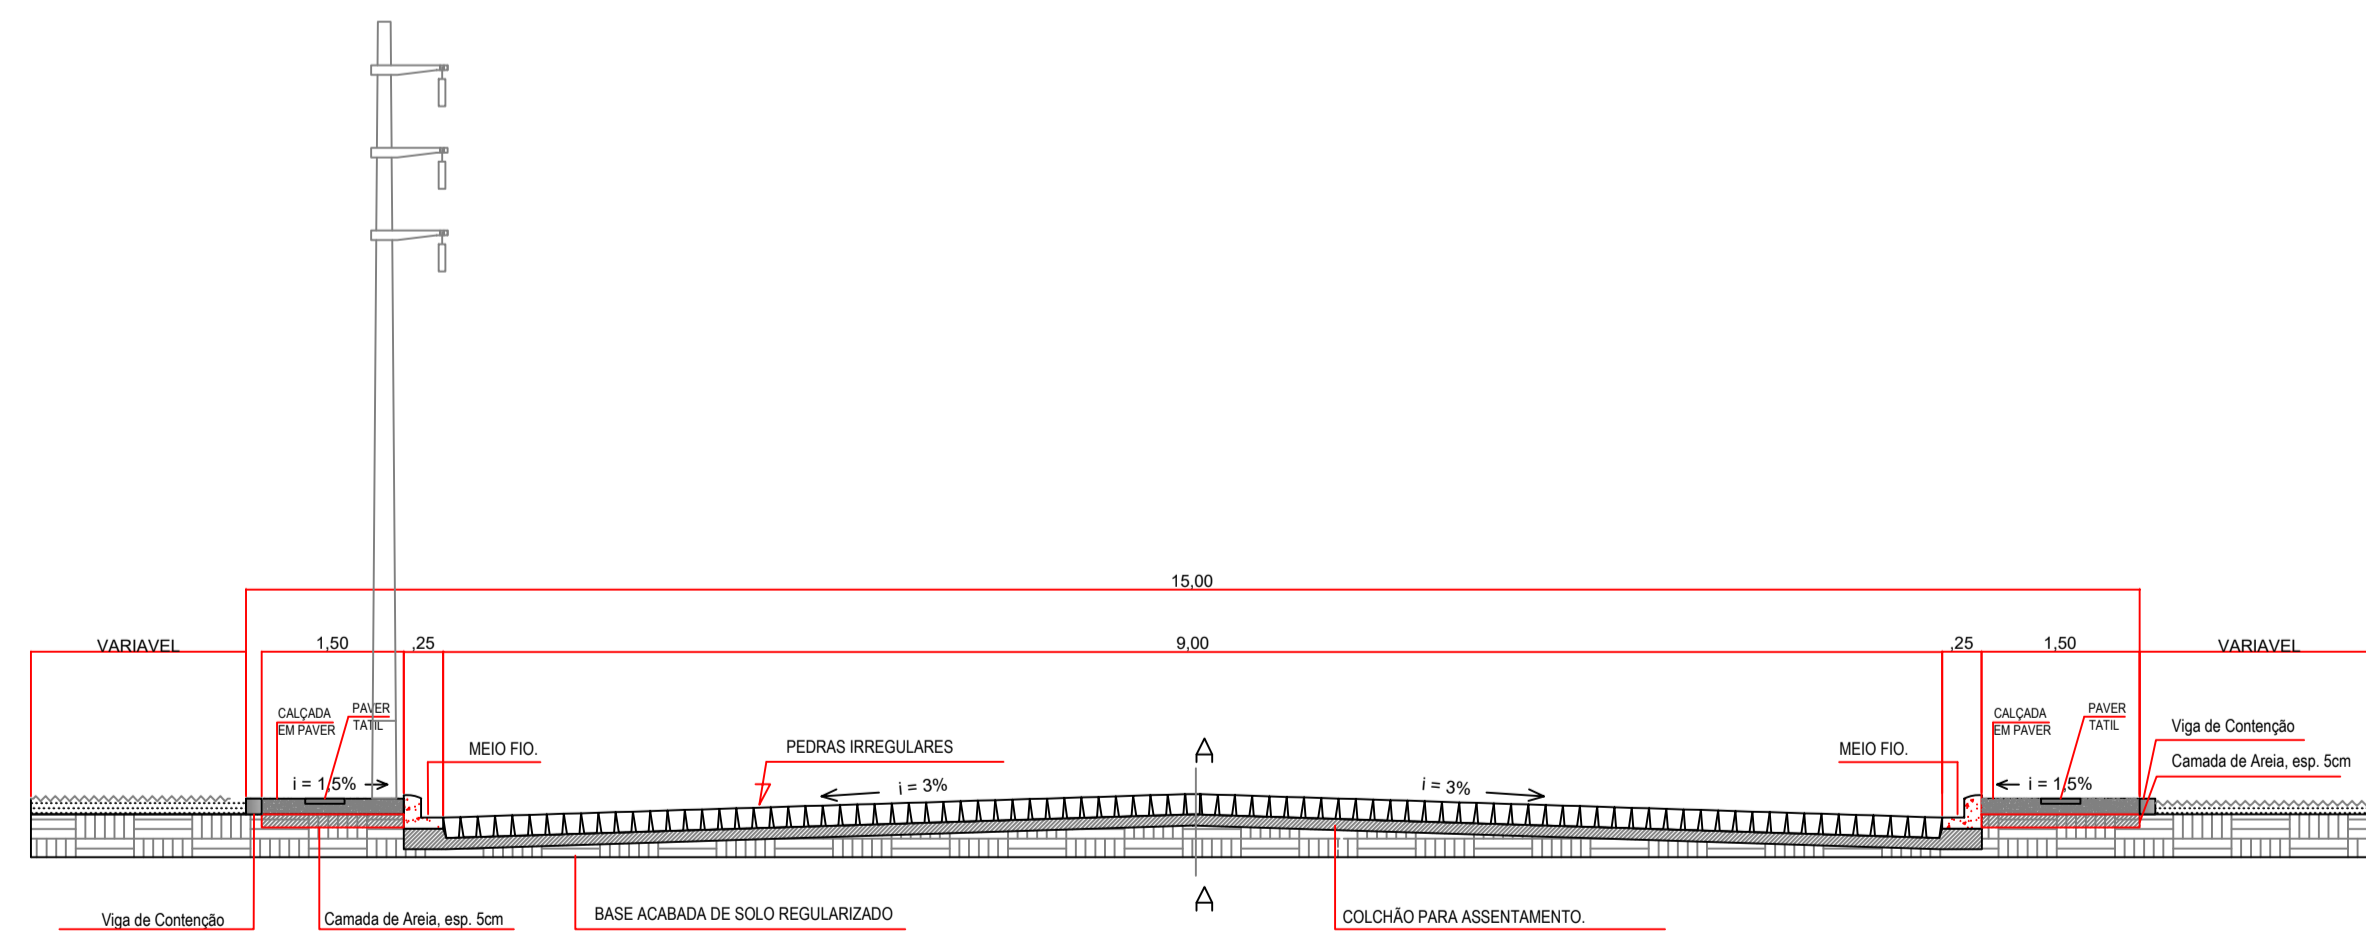 15,00
VARIAVEL 1,50 ,25 9,00 ,25 1,50 VARIAVEL
CALÇADA
EM PAVER
PAVER
TATIL
MEIO FIO.
PEDRAS IRREGULARES
A
MEIO FIO.
CALÇADA
EM PAVER
PAVER
TATIL
Viga de Contenção
Camada de Areia, esp. 5cm
i = 1,5%
i = 3%
i = 3%
i = 1,5%
Viga de Contenção
Camada de Areia, esp. 5cm
BASE ACABADA DE SOLO REGULARIZADO
A
COLCHÃO PARA ASSENTAMENTO.